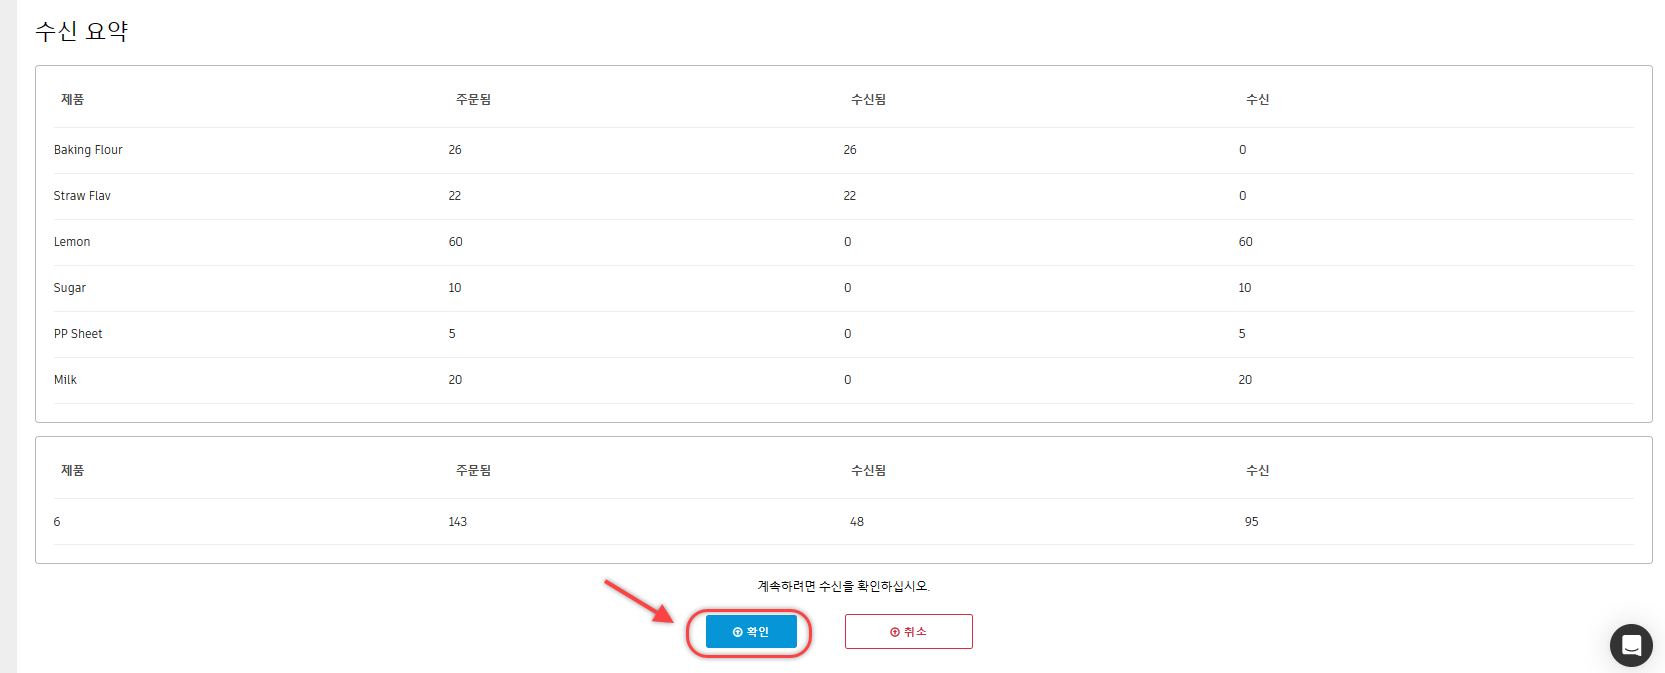 수신 요약
제품 주문됨 수신됨 수신
Baking Flour 26 26 0
Straw Flav 22 22 0
Lemon 60 0 60
Sugar 10 0 10
PP Sheet 5 0 5
Milk 20 0 20
제품 주문됨 수신됨 수신
6 143 48 95
계속하려면 수신을 확인하십시오.
확인 취소